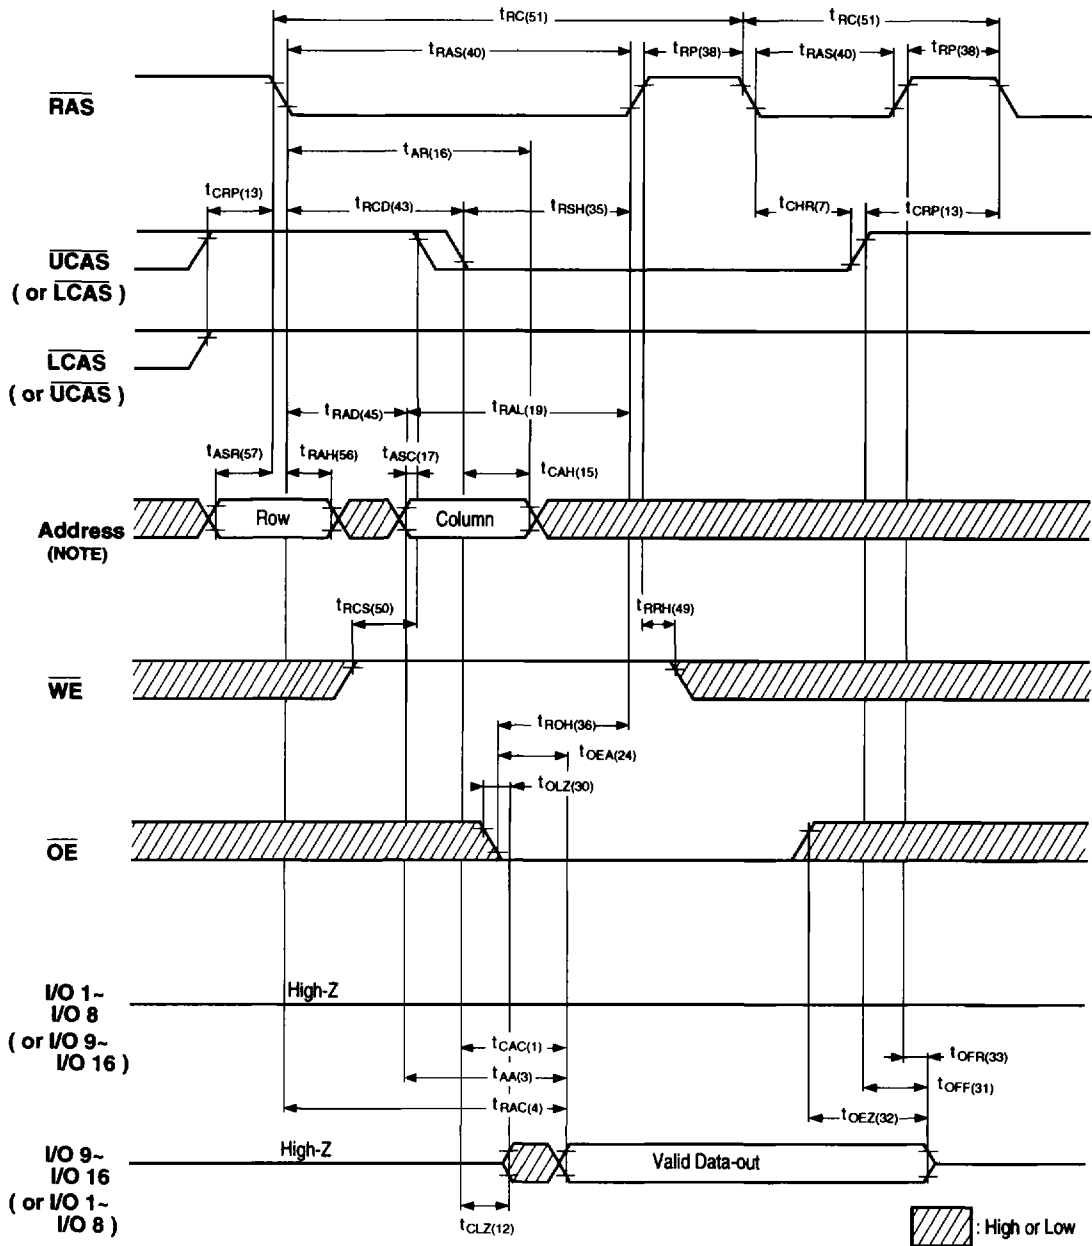 tRC(51) tRC(51)
tRAS(40) tRP(38) tRAS(40) tRP(38)
RAS
tAR(16)
tCRP(13) tRCD(43) tRSH(35) tCHR(7) tCRP(13)
UCAS
( or LCAS )
LCAS
( or UCAS )
tRAD(45) tRAL(19)
tASR(57) tRAH(56) tASC(17) tCAH(15)
Address
(NOTE)
Row Column
tRCS(50) tRRH(49)
WE
tROH(36)
tOEA(24)
tOLZ(30)
OE
I/O 1~
I/O 8
( or I/O 9~
I/O 16 )
High-Z
tCAC(1) tOFR(33)
tAA(3) tOFF(31)
tRAC(4) tOEZ(32)
I/O 9~
I/O 16
( or I/O 1~
I/O 8 )
High-Z Valid Data-out
tCLZ(12)
: High or Low